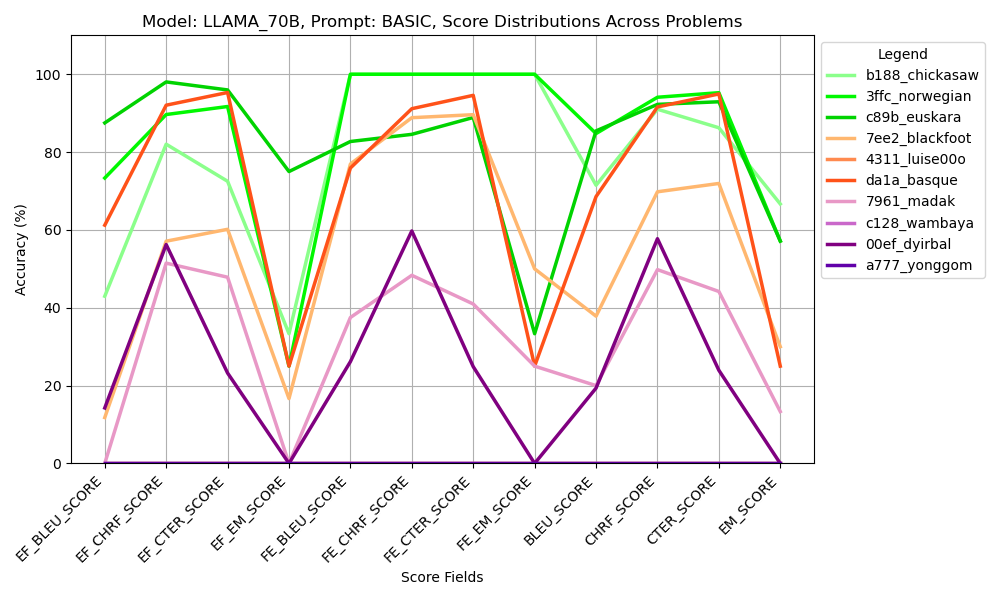 Model: LLAMA_70B, Prompt: BASIC, Score Distributions Across Problems
Accuracy (%)
100
80
60
40
20
0
EF_BLEU_SCORE
EF_CHRF_SCORE
EF_CTER_SCORE
EF_EM_SCORE
FE_BLEU_SCORE
FE_CHRF_SCORE
FE_CTER_SCORE
FE_EM_SCORE
BLEU_SCORE
CHRF_SCORE
CTER_SCORE
EM_SCORE
Score Fields
Legend
b188_chickasaw
3ffc_norwegian
c89b_euskara
7ee2_blackfoot
4311_luise00o
da1a_basque
7961_madak
c128_wambaya
00ef_dyirbal
a777_yonggom